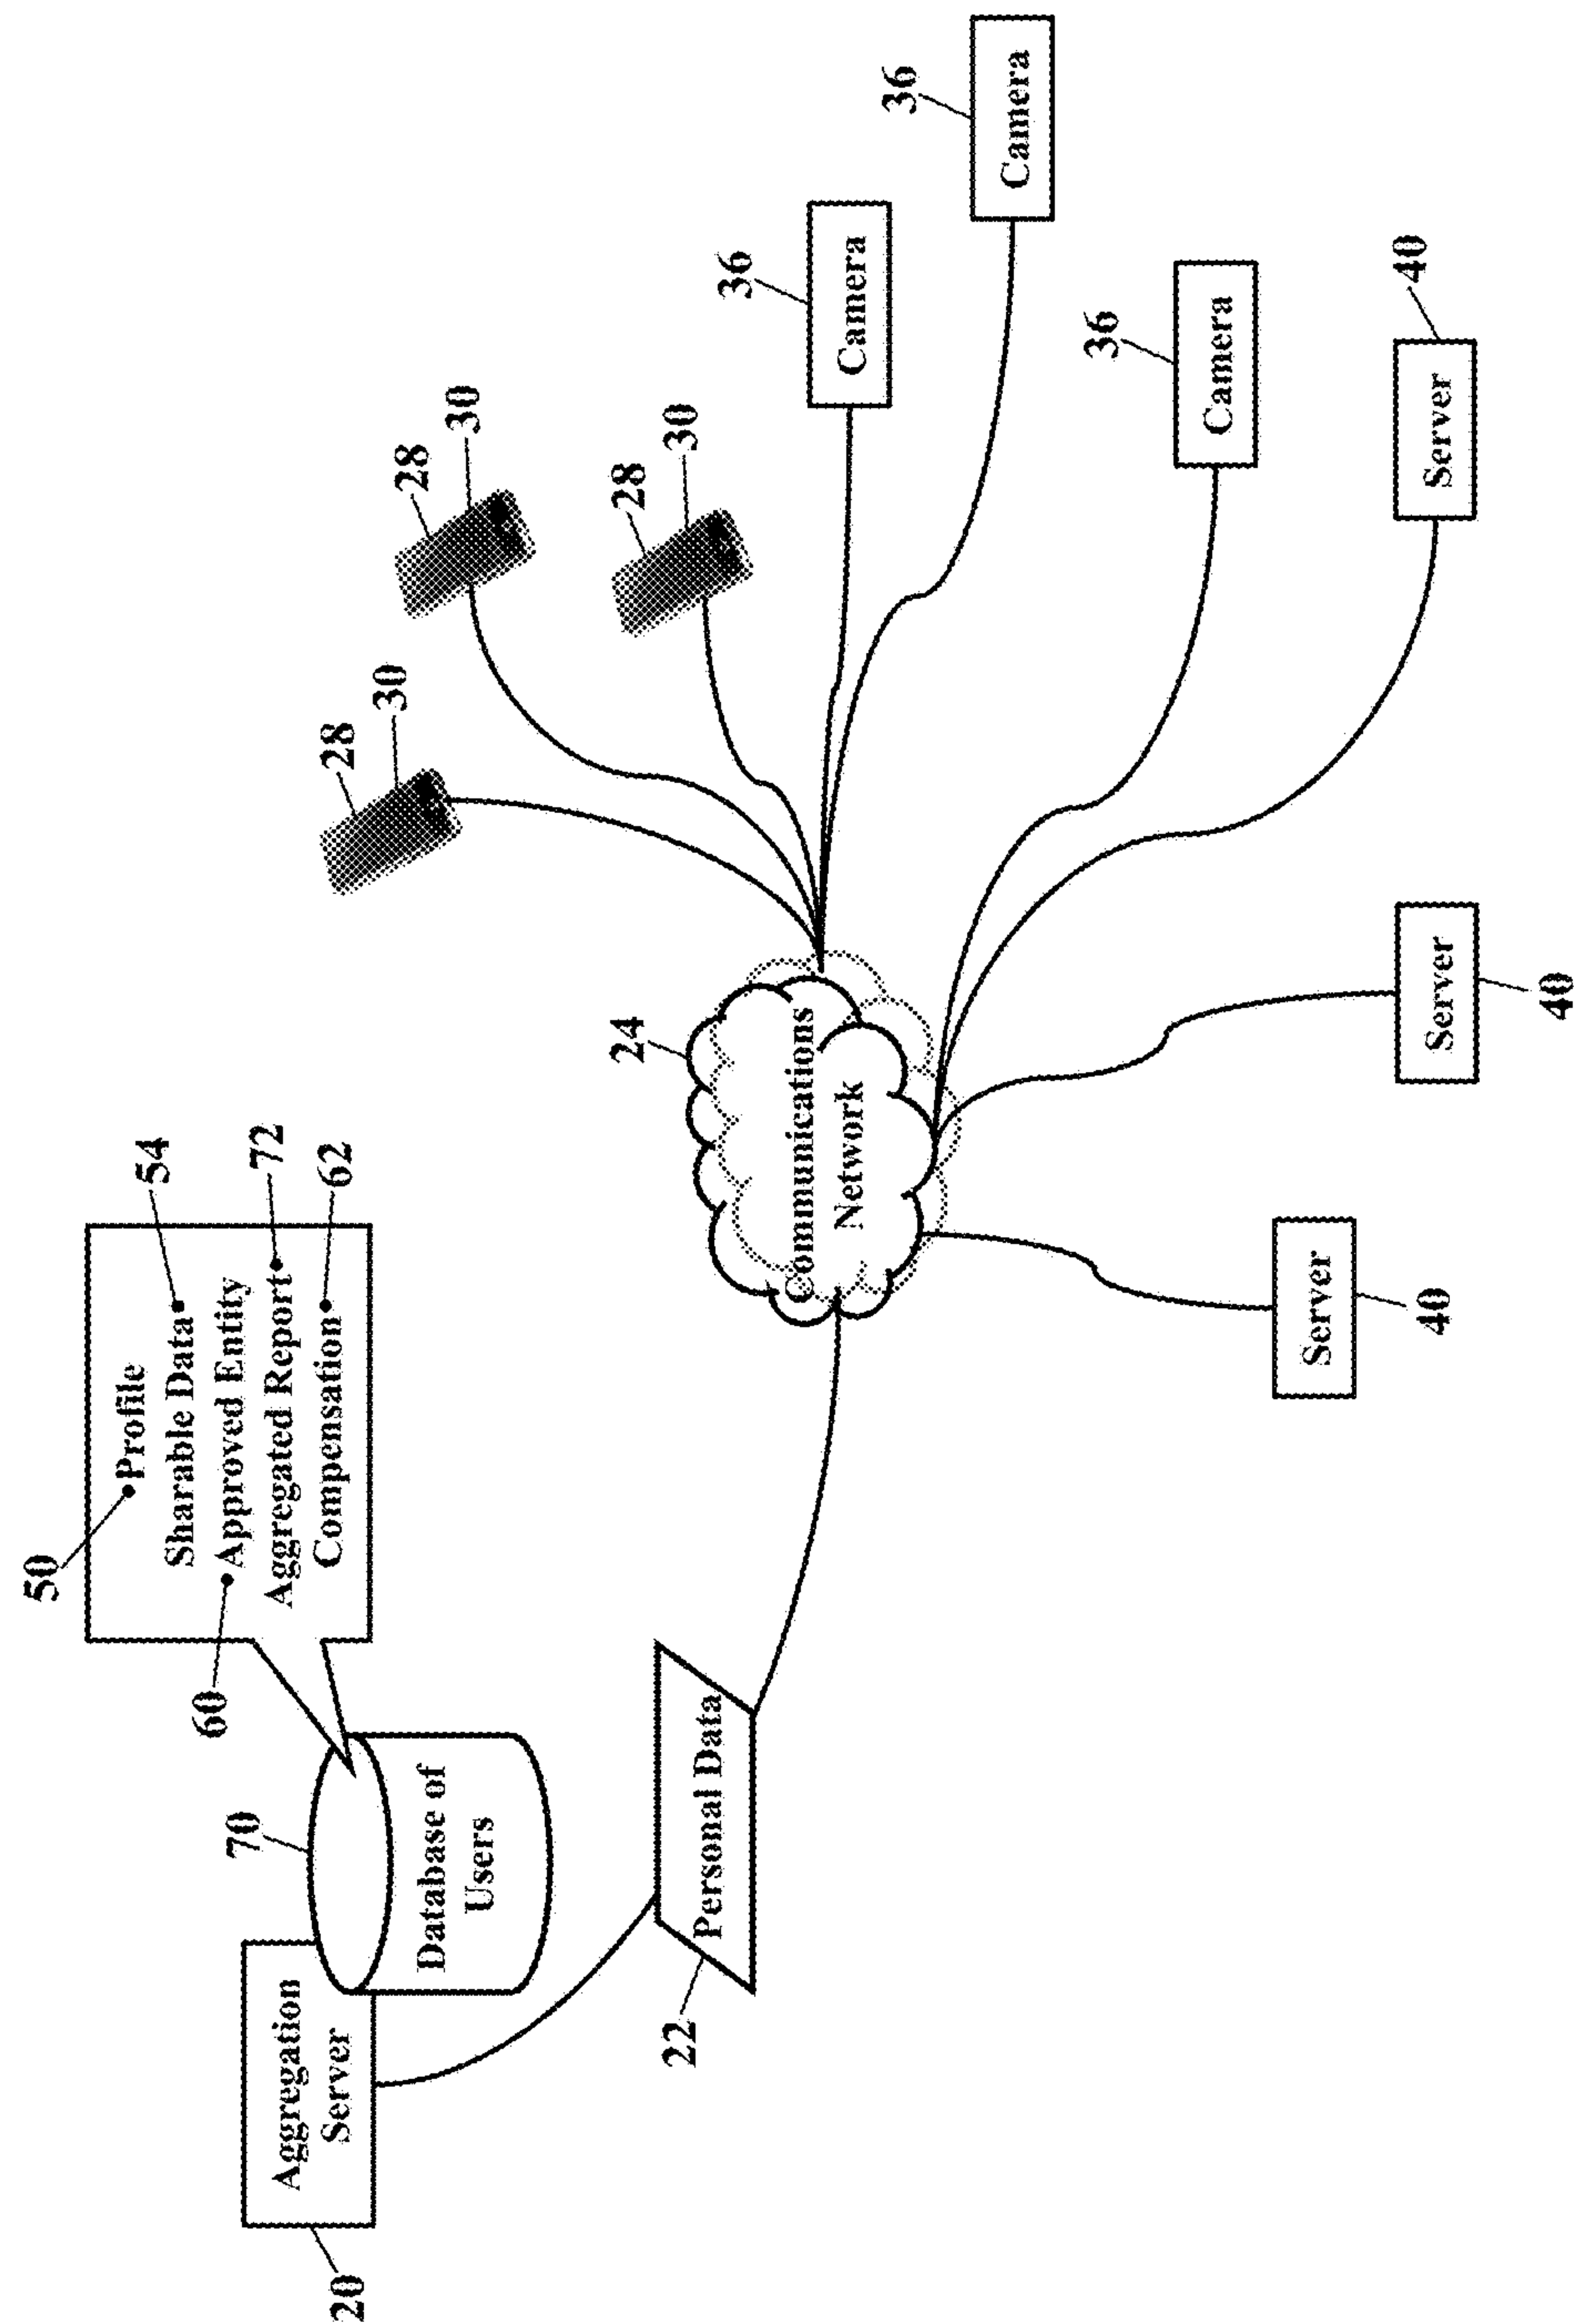 50
Profile
54
Sharable Data
60
Approved Entity
72
Aggregated Report
62
Compensation
70
20
Aggregation
Server
Database of
Users
28
30
28
30
28
30
22
Personal Data
24
Communications
Network
36
Camera
36
Camera
36
Camera
Server
40
Server
40
Server
40